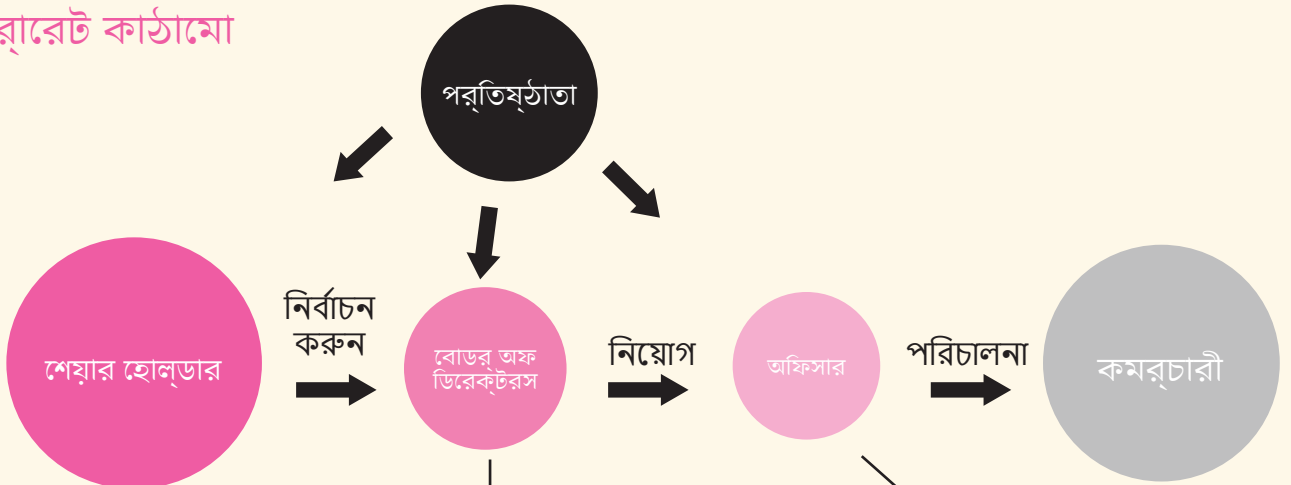 র্‌ারেট কাঠামো
পর্‌তিষ্‌ঠাতা
নির্বাচন
করুন
নিয়োগ
পরিচালনা
শেয়ার হোল্‌ডার
বোডর্‌ অফ
ডিরেক্‌টরস
অফিসার
কমর্‌চারী